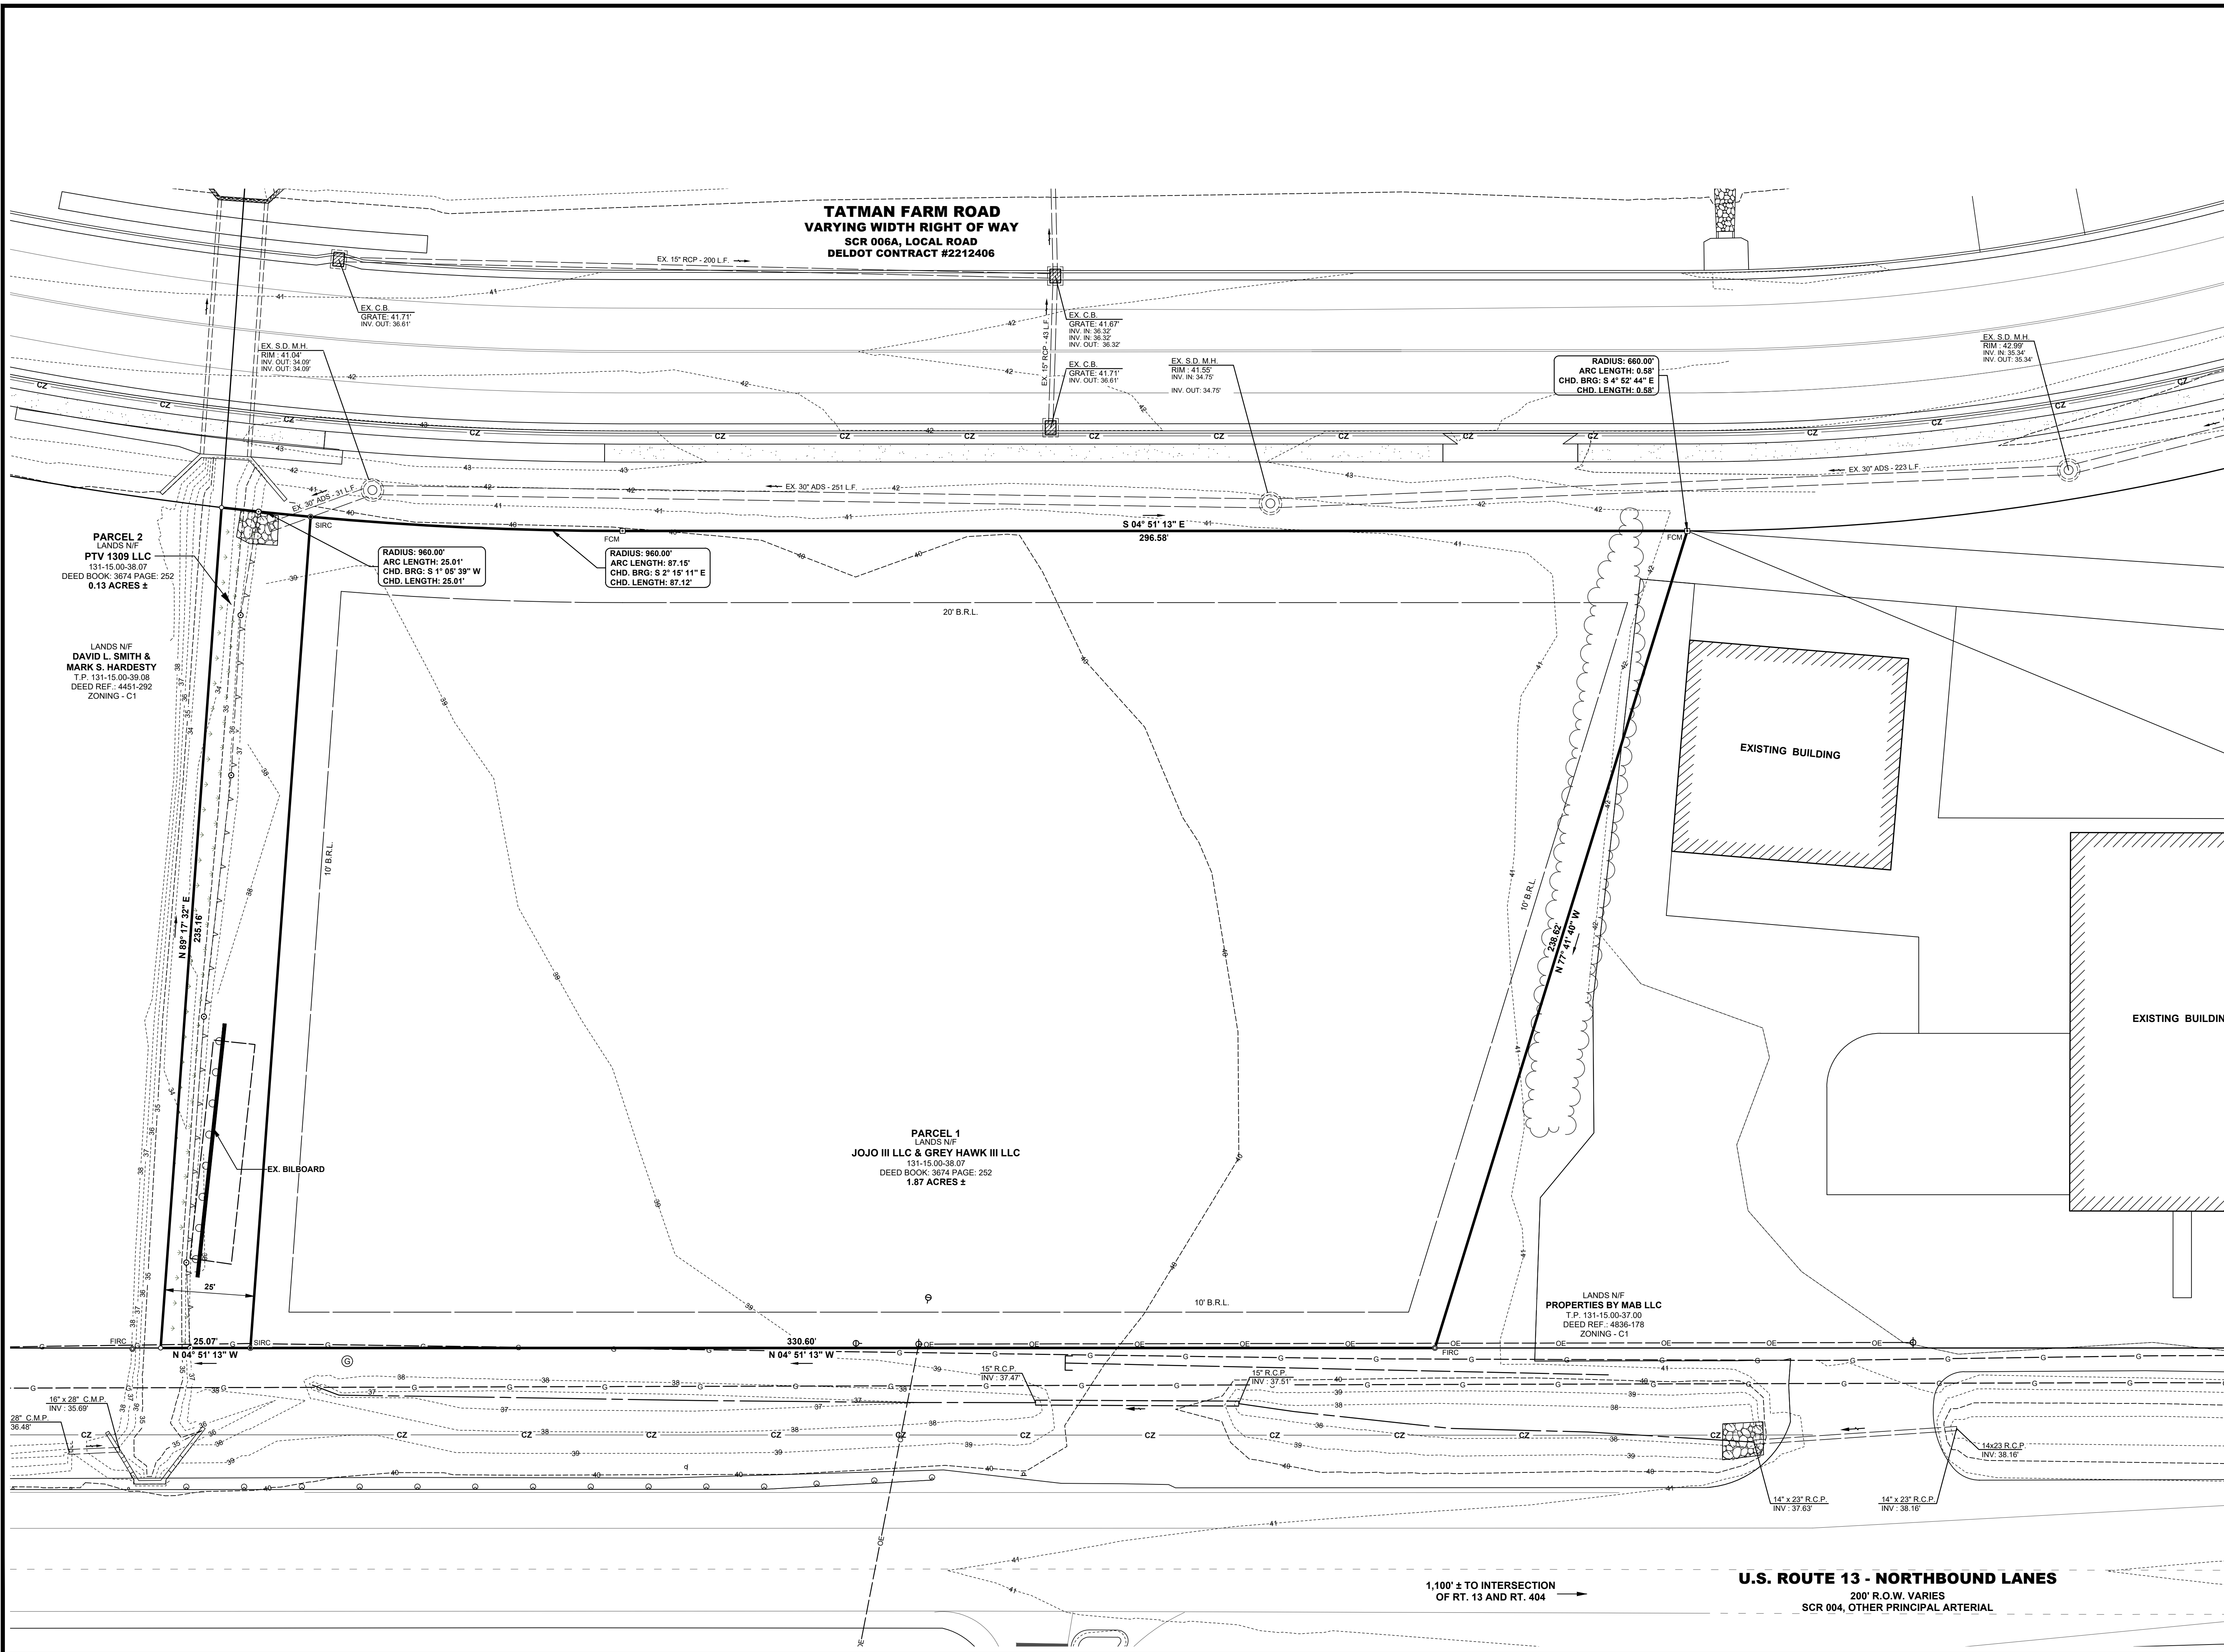 TATMAN FARM ROAD
VARYING WIDTH RIGHT OF WAY
SCR 006A, LOCAL ROAD
DELDOT CONTRACT #2212406
EX. 15" RCP - 200 L.F.
EX. C.B.
GRATE: 41.71'
INV. OUT: 36.61'
EX. C.B.
GRATE: 41.67'
INV. IN: 36.32'
INV. IN: 36.32'
INV. OUT: 36.32'
EX. 15" RCP - 43 L.F.
EX. S.D. M.H.
RIM : 41.04'
INV. OUT: 34.09'
INV. OUT: 34.09'
EX. C.B.
GRATE: 41.71'
INV. OUT: 36.61'
EX. S.D. M.H.
RIM : 41.55'
INV. IN: 34.75'
INV. OUT: 34.75'
RADIUS: 660.00'
ARC LENGTH: 0.58'
CHD. BRG: S 4° 52' 44" E
CHD. LENGTH: 0.58'
EX. S.D. M.H.
RIM : 42.99'
INV. IN: 35.34'
INV. OUT: 35.34'
EX. 30" ADS - 31 L.F.
EX. 30" ADS - 251 L.F.
EX. 30" ADS - 223 L.F.
SIRC
FCM
S 04° 51' 13" E
296.58'
FCM
PARCEL 2
LANDS N/F
PTV 1309 LLC
131-15.00-38.07
DEED BOOK: 3674 PAGE: 252
0.13 ACRES ±
RADIUS: 960.00'
ARC LENGTH: 25.01'
CHD. BRG: S 1° 05' 39" W
CHD. LENGTH: 25.01'
RADIUS: 960.00'
ARC LENGTH: 87.15'
CHD. BRG: S 2° 15' 11" E
CHD. LENGTH: 87.12'
20' B.R.L.
LANDS N/F
DAVID L. SMITH &
MARK S. HARDESTY
T.P. 131-15.00-39.08
DEED REF.: 4451-292
ZONING - C1
EXISTING BUILDING
10' B.R.L.
10' B.R.L.
N 89° 17' 32" E
235.16'
238.62'
N 77° 41' 40" W
EXISTING BUILDIN
PARCEL 1
LANDS N/F
JOJO III LLC & GREY HAWK III LLC
131-15.00-38.07
DEED BOOK: 3674 PAGE: 252
1.87 ACRES ±
EX. BILBOARD
25'
10' B.R.L.
LANDS N/F
PROPERTIES BY MAB LLC
T.P. 131-15.00-37.00
DEED REF.: 4836-178
ZONING - C1
FIRC
25.07'
SIRC
N 04° 51' 13" W
330.60'
N 04° 51' 13" W
FIRC
15" R.C.P.
INV : 37.47'
15" R.C.P.
INV : 37.51'
16" x 28" C.M.P.
INV : 35.69'
28" C.M.P.
36.48'
14x23 R.C.P.
INV: 38.16'
14" x 23" R.C.P.
INV : 37.63'
14" x 23" R.C.P.
INV : 38.16'
1,100' ± TO INTERSECTION
OF RT. 13 AND RT. 404
U.S. ROUTE 13 - NORTHBOUND LANES
200' R.O.W. VARIES
SCR 004, OTHER PRINCIPAL ARTERIAL